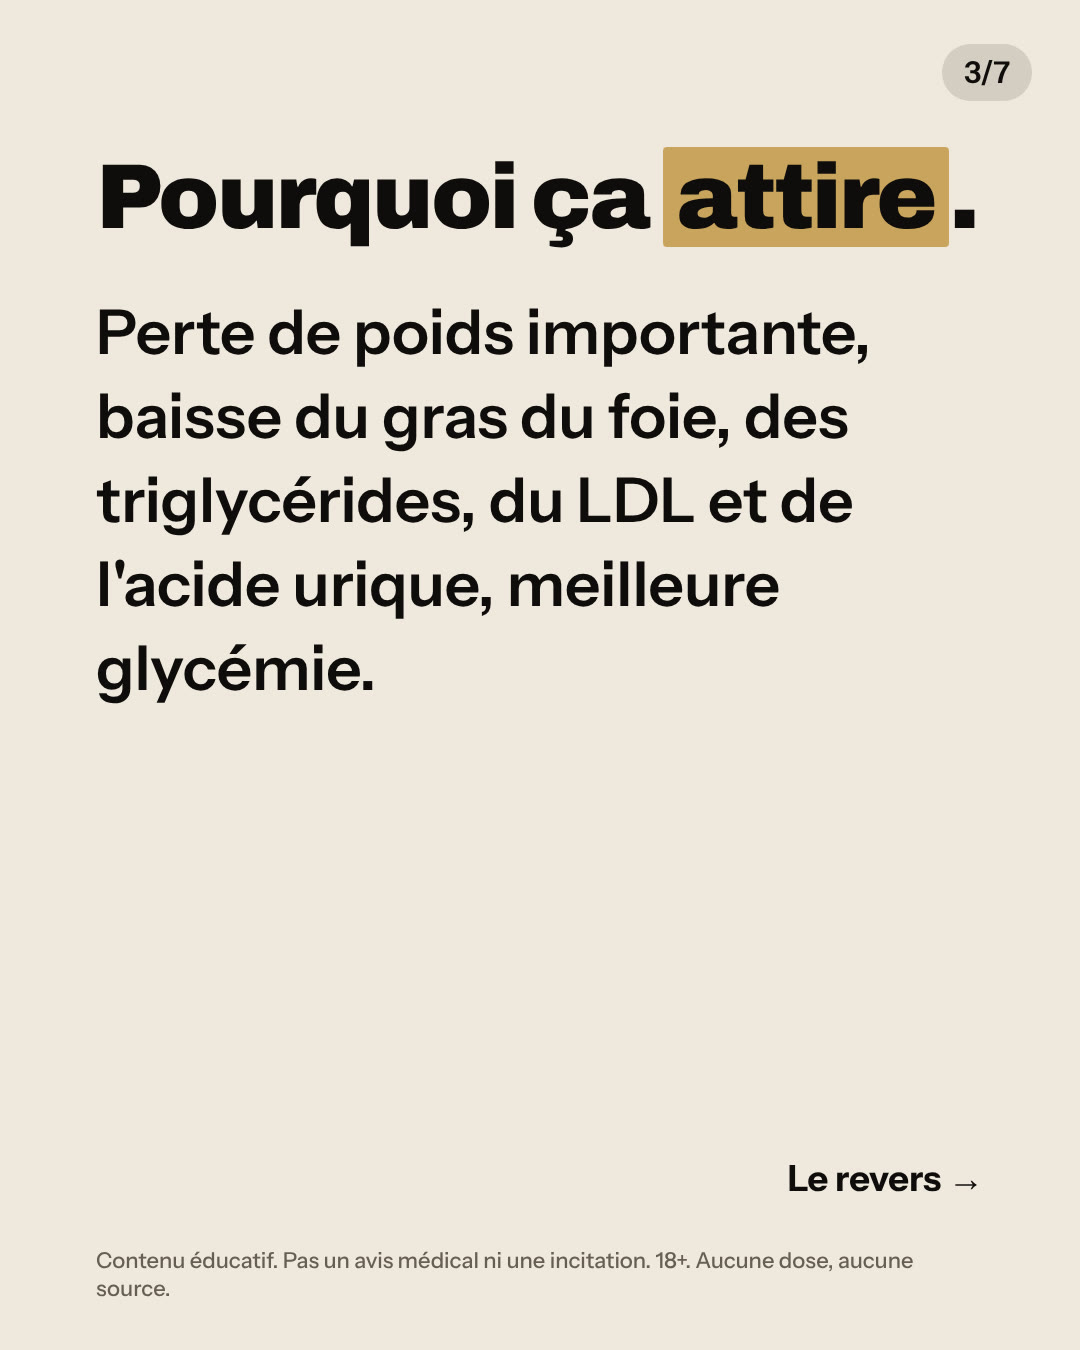 3/7
Pourquoi ça attire.
Perte de poids importante,
baisse du gras du foie, des
triglycérides, du LDL et de
l'acide urique, meilleure
glycémie.
Le revers →
Contenu éducatif. Pas un avis médical ni une incitation. 18+. Aucune dose, aucune
source.